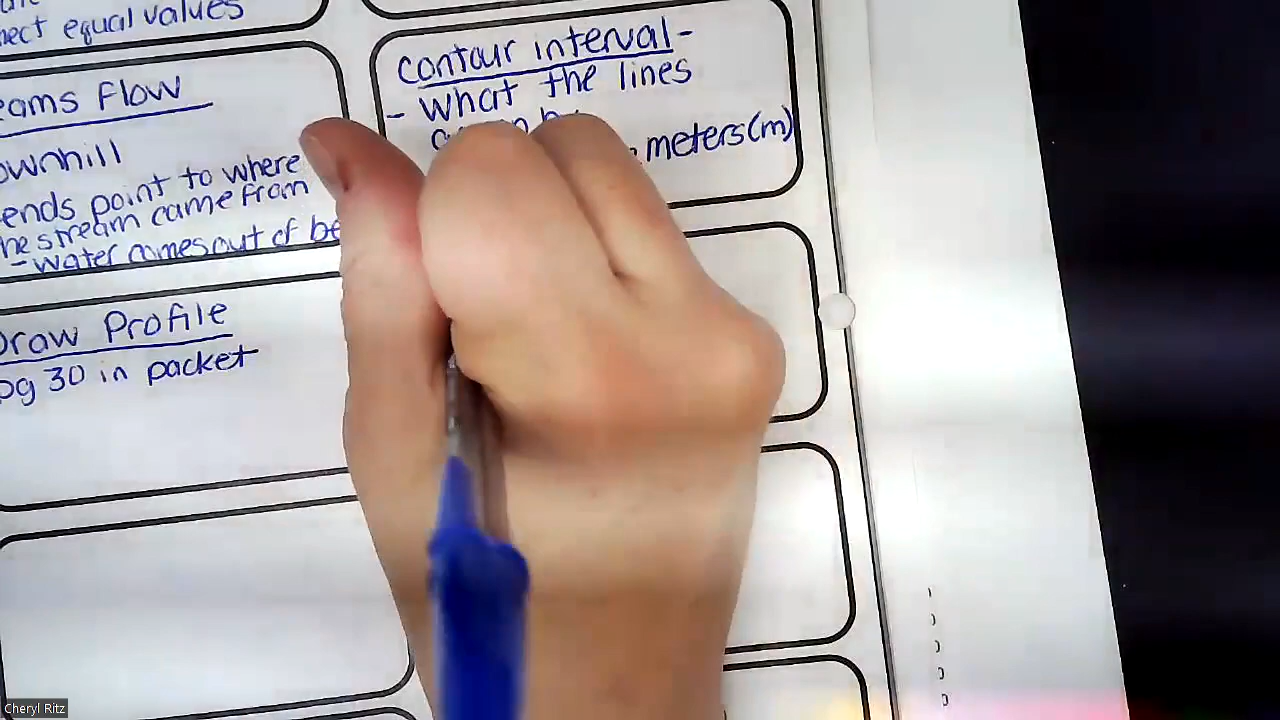 nect equal values
eams Flow
ownhill
ends point to where
he stream came from
-water comes out of be
Draw Profile
pg 30 in packet
contour interval-
- what the lines
meters(m)
Cheryl Ritz